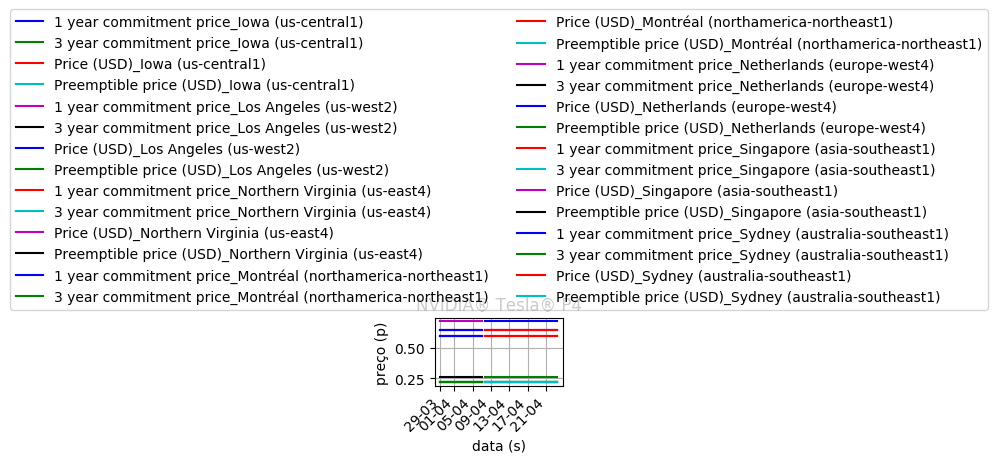 1 year commitment price_Iowa (us-central1)
3 year commitment price_Iowa (us-central1)
Price (USD)_Iowa (us-central1)
Preemptible price (USD)_Iowa (us-central1)
1 year commitment price_Los Angeles (us-west2)
3 year commitment price_Los Angeles (us-west2)
Price (USD)_Los Angeles (us-west2)
Preemptible price (USD)_Los Angeles (us-west2)
1 year commitment price_Northern Virginia (us-east4)
3 year commitment price_Northern Virginia (us-east4)
Price (USD)_Northern Virginia (us-east4)
Preemptible price (USD)_Northern Virginia (us-east4)
1 year commitment price_Montréal (northamerica-northeast1)
3 year commitment price_Montréal (northamerica-northeast1)
Price (USD)_Montréal (northamerica-northeast1)
Preemptible price (USD)_Montréal (northamerica-northeast1)
1 year commitment price_Netherlands (europe-west4)
3 year commitment price_Netherlands (europe-west4)
Price (USD)_Netherlands (europe-west4)
Preemptible price (USD)_Netherlands (europe-west4)
1 year commitment price_Singapore (asia-southeast1)
3 year commitment price_Singapore (asia-southeast1)
Price (USD)_Singapore (asia-southeast1)
Preemptible price (USD)_Singapore (asia-southeast1)
1 year commitment price_Sydney (australia-southeast1)
3 year commitment price_Sydney (australia-southeast1)
Price (USD)_Sydney (australia-southeast1)
Preemptible price (USD)_Sydney (australia-southeast1)
NVIDIA® Tesla® P4
preço (p)
0.50
0.25
29-03
01-04
05-04
09-04
13-04
17-04
21-04
data (s)